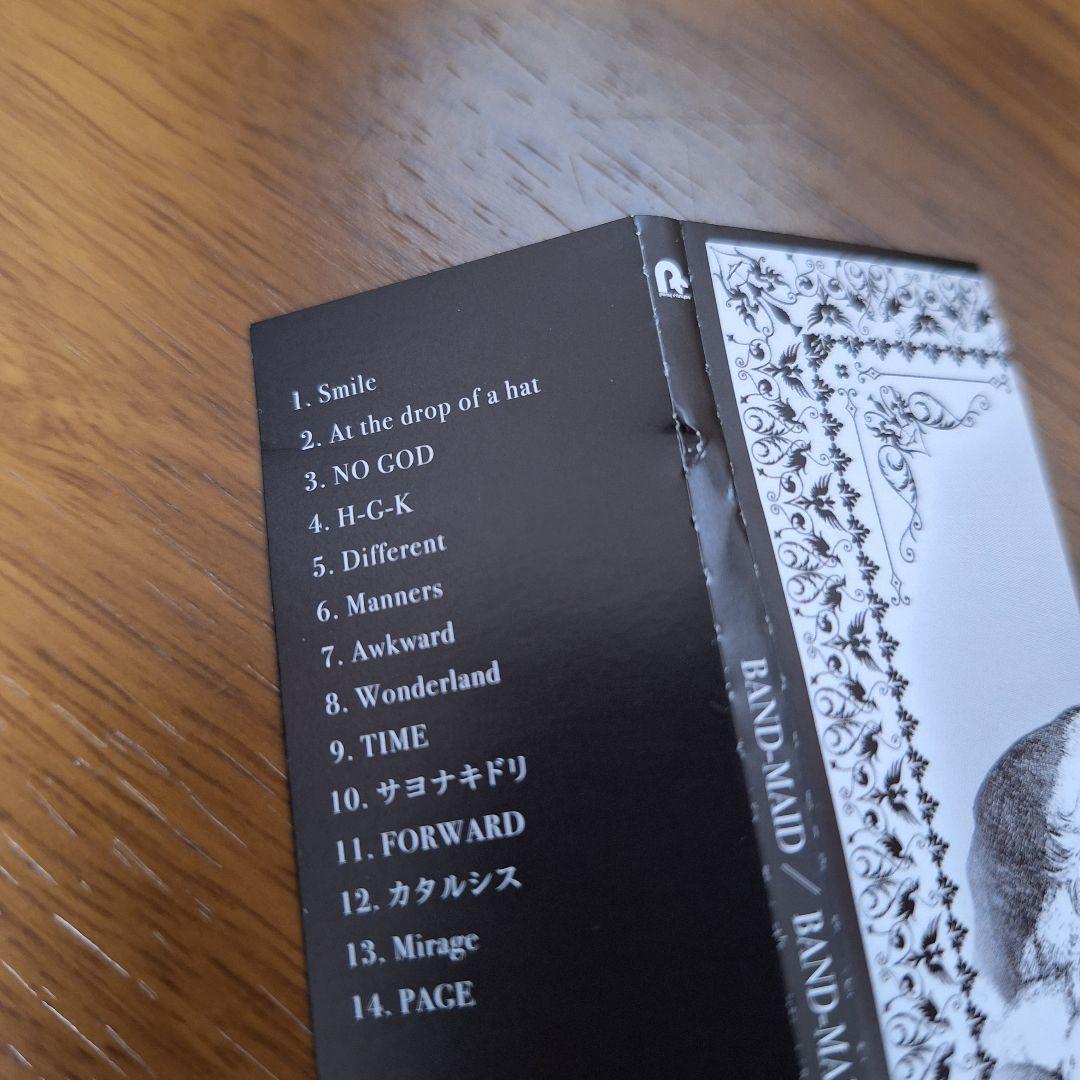 1. Smile
2. At the drop of a hat
3. NO GOD
4. H-G-K
5. Different
6. Manners
7. Awkward
8. Wonderland
9. TIME
10. サヨナキドリ
11. FORWARD
12. カタルシス
13. Mirage
14. PAGE
BAND-MAID / BAND-MA